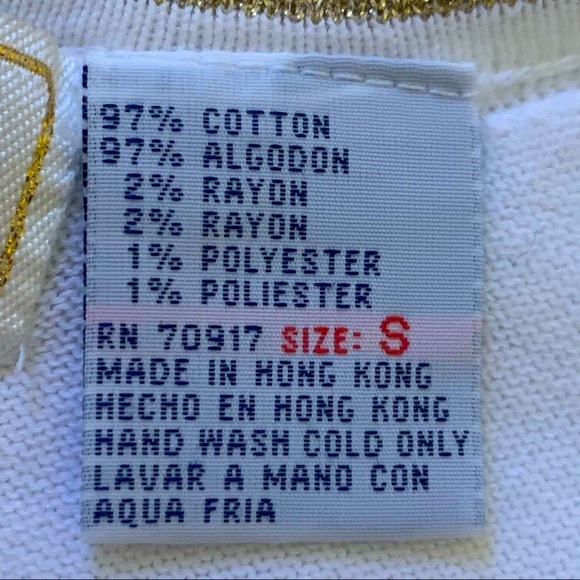 97% COTTON
97% ALGODON
2% RAYON
2% RAYON
1% POLYESTER
1% POLIESTER
RN 70917 SIZE: S
MADE IN HONG KONG
HECHO EN HONG KONG
HAND WASH COLD ONLY
LAVAR A MANO CON
AQUA FRIA